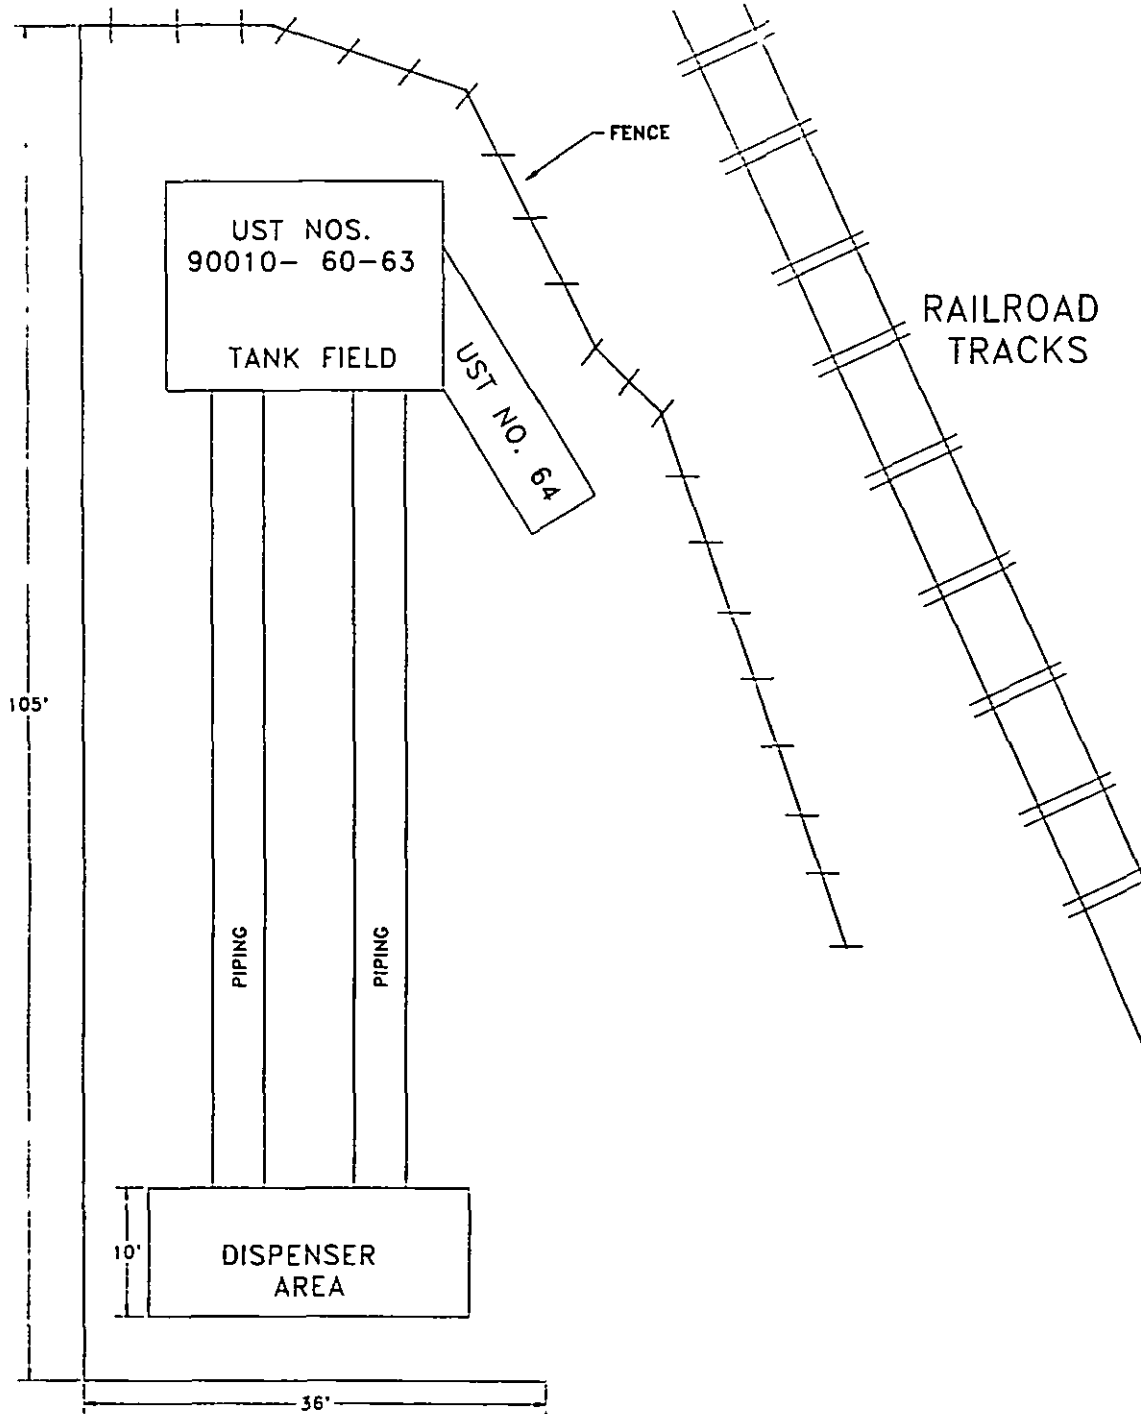 FENCE
UST NOS.
90010- 60-63
TANK FIELD
UST NO. 64
RAILROAD
TRACKS
105'
PIPING
PIPING
10'
DISPENSER
AREA
36'